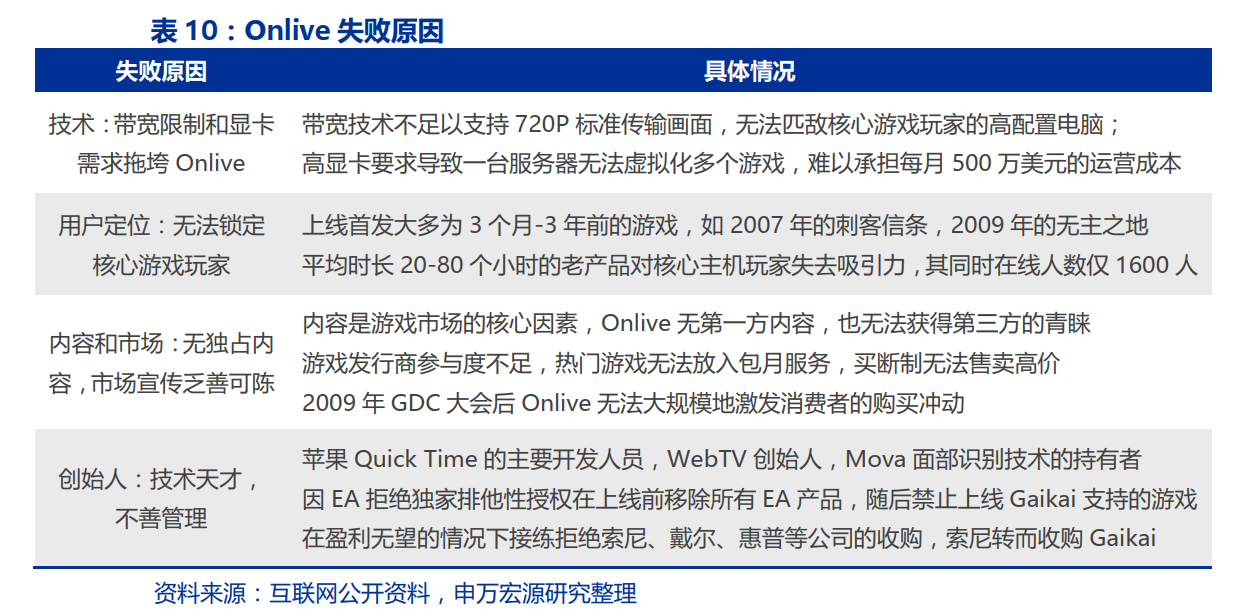 表 10：Onlive 失败原因
失败原因 具体情况
技术：带宽限制和显卡
需求拖垮 Onlive
带宽技术不足以支持 720P 标准传输画面，无法匹敌核心游戏玩家的高配置电脑；
高显卡要求导致一台服务器无法虚拟化多个游戏，难以承担每月 500 万美元的运营成本
用户定位：无法锁定
核心游戏玩家
上线首发大多为 3 个月-3 年前的游戏，如 2007 年的刺客信条，2009 年的无主之地
平均时长 20-80 个小时的老产品对核心主机玩家失去吸引力，其同时在线人数仅 1600 人
内容和市场：无独占内
容，市场宣传乏善可陈
内容是游戏市场的核心因素，Onlive 无第一方内容，也无法获得第三方的青睐
游戏发行商参与度不足，热门游戏无法放入包月服务，买断制无法售卖高价
2009 年 GDC 大会后 Onlive 无法大规模地激发消费者的购买冲动
创始人：技术天才，
不善管理
苹果 Quick Time 的主要开发人员，WebTV 创始人，Mova 面部识别技术的持有者
因 EA 拒绝独家排他性授权在上线前移除所有 EA 产品，随后禁止上线 Gaikai 支持的游戏
在盈利无望的情况下接练拒绝索尼、戴尔、惠普等公司的收购，索尼转而收购 Gaikai
资料来源：互联网公开资料，申万宏源研究整理